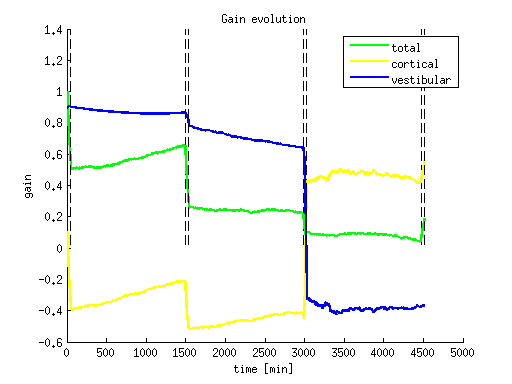 Gain evolution
1.4
1.2
1
0.8
0.6
0.4
0.2
0
-0.2
-0.4
-0.6
gain
total
cortical
vestibular
0 500 1000 1500 2000 2500 3000 3500 4000 4500 5000
time [min]